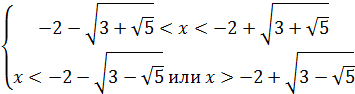 −2 − √(3 + √5) < x < −2 + √(3 + √5)
x < −2 − √(3 − √5) или x > −2 + √(3 − √5)